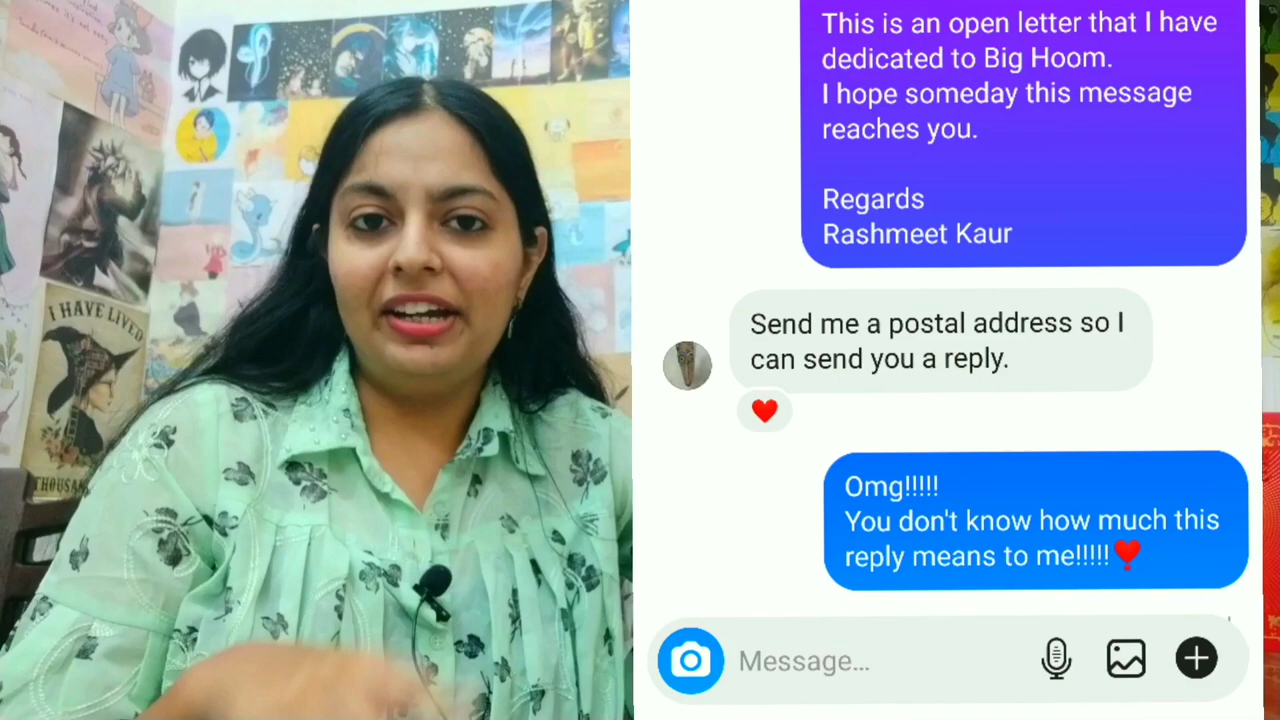 I HAVE LIVED
THOUSAN
This is an open letter that I have
dedicated to Big Hoom.
I hope someday this message
reaches you.
Regards
Rashmeet Kaur
Send me a postal address so I
can send you a reply.
❤️
Omg!!!!!
You don't know how much this
reply means to me!!!!!❣️
Message...